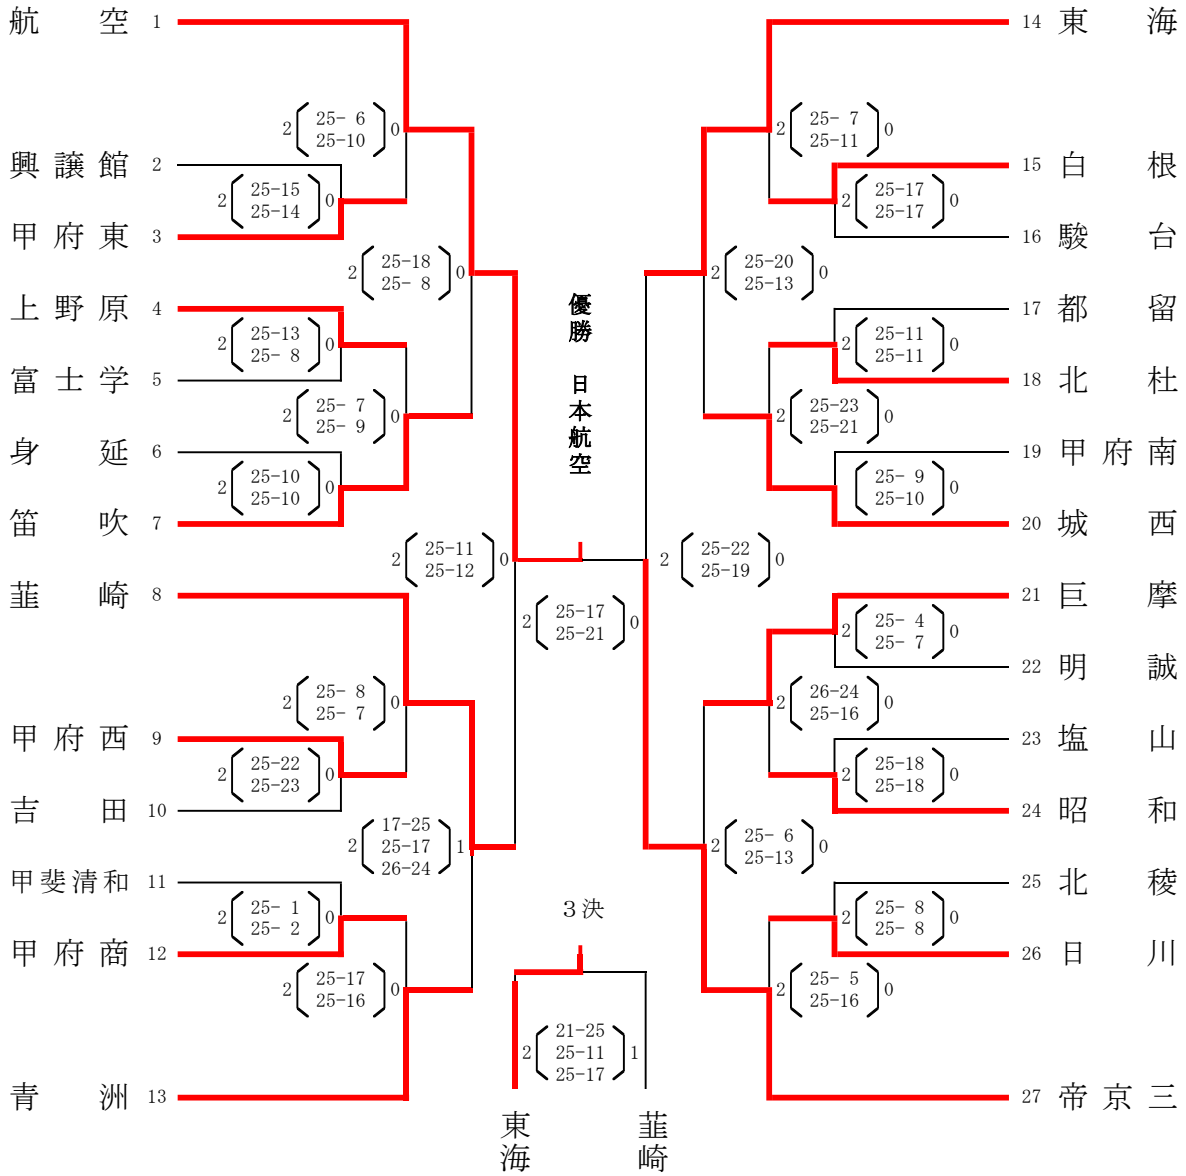 航空 1
2 25- 6 0
25-10
興譲館 2
2 25-15 0
25-14
甲府東 3
2 25-18 0
25- 8
上野原 4
2 25-13 0
25- 8
富士学 5
2 25- 7 0
25- 9
身延 6
2 25-10 0
25-10
笛吹 7
2 25-11 0
25-12
韮崎 8
2 25- 8 0
25- 7
甲府西 9
2 25-22 0
25-23
吉田 10
2 17-25 1
25-17
26-24
甲斐清和 11
2 25- 1 0
25- 2
甲府商 12
2 25-17 0
25-16
青洲 13
優勝 日本航空
2 25-17 0
25-21
3決
2 21-25 1
25-11
25-17
東海
韮崎
14 東海
2 25- 7 0
25-11
15 白根
2 25-17 0
25-17
16 駿台
2 25-20 0
25-13
17 都留
2 25-11 0
25-11
18 北杜
2 25-23 0
25-21
19 甲府南
2 25- 9 0
25-10
20 城西
2 25-22 0
25-19
21 巨摩
2 25- 4 0
25- 7
22 明誠
2 26-24 0
25-16
23 塩山
2 25-18 0
25-18
24 昭和
2 25- 6 0
25-13
25 北稜
2 25- 8 0
25- 8
26 日川
2 25- 5 0
25-16
27 帝京三